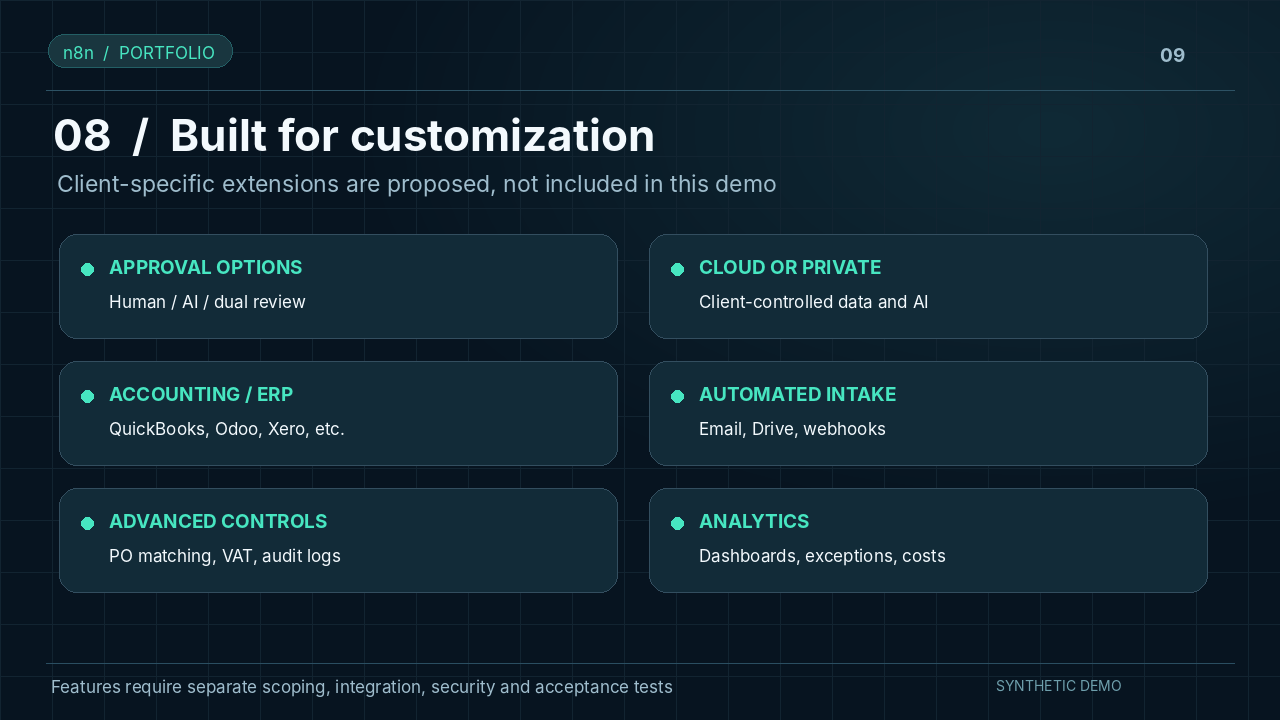 n8n / PORTFOLIO
09
08 / Built for customization
Client-specific extensions are proposed, not included in this demo
APPROVAL OPTIONS
Human / AI / dual review
CLOUD OR PRIVATE
Client-controlled data and AI
ACCOUNTING / ERP
QuickBooks, Odoo, Xero, etc.
AUTOMATED INTAKE
Email, Drive, webhooks
ADVANCED CONTROLS
PO matching, VAT, audit logs
ANALYTICS
Dashboards, exceptions, costs
Features require separate scoping, integration, security and acceptance tests
SYNTHETIC DEMO